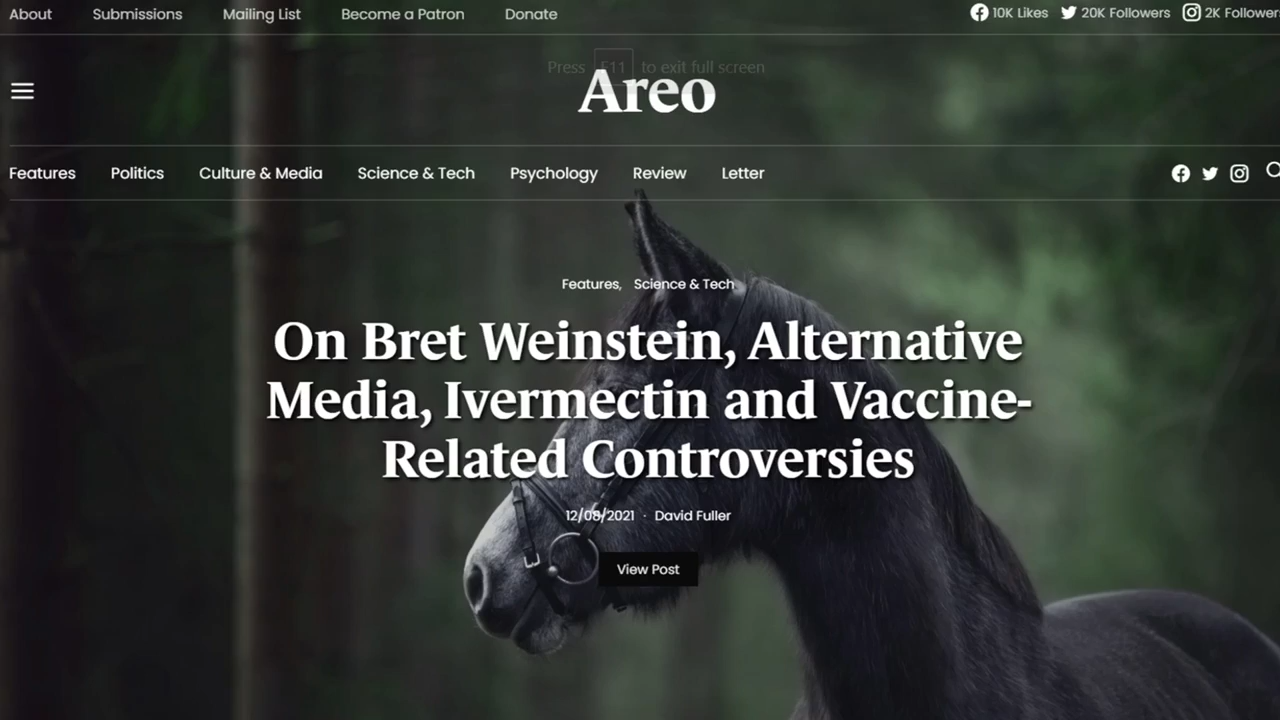 About Submissions Mailing List Become a Patron Donate 10K Likes 20K Followers 2K Followers
Press F11 to exit full screen
Areo
Features Politics Culture & Media Science & Tech Psychology Review Letter
Features, Science & Tech
On Bret Weinstein, Alternative
Media, Ivermectin and Vaccine-
Related Controversies
12/08/2021 · David Fuller
View Post